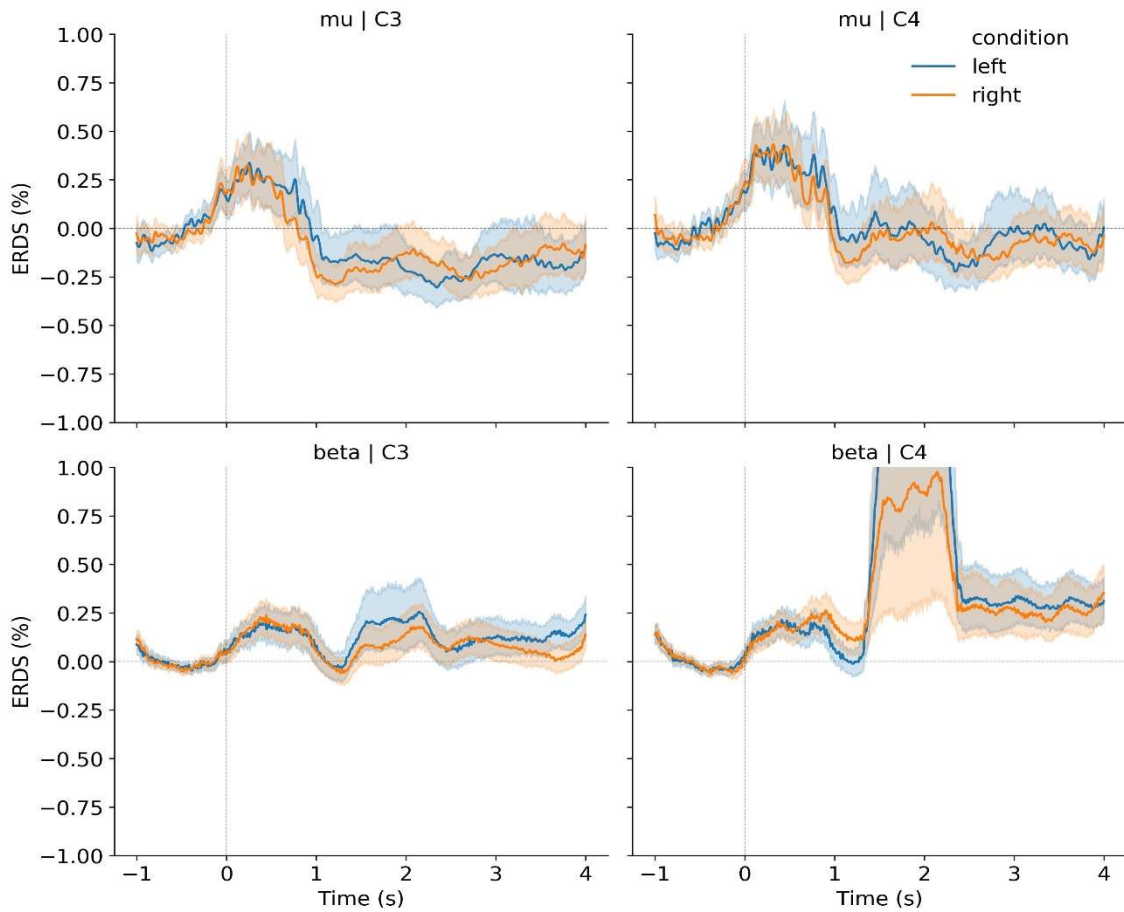 mu | C3
mu | C4
condition
left
right
ERDS (%)
1.00
0.75
0.50
0.25
0.00
−0.25
−0.50
−0.75
−1.00
beta | C3
beta | C4
ERDS (%)
1.00
0.75
0.50
0.25
0.00
−0.25
−0.50
−0.75
−1.00
−1 0 1 2 3 4
−1 0 1 2 3 4
Time (s)
Time (s)